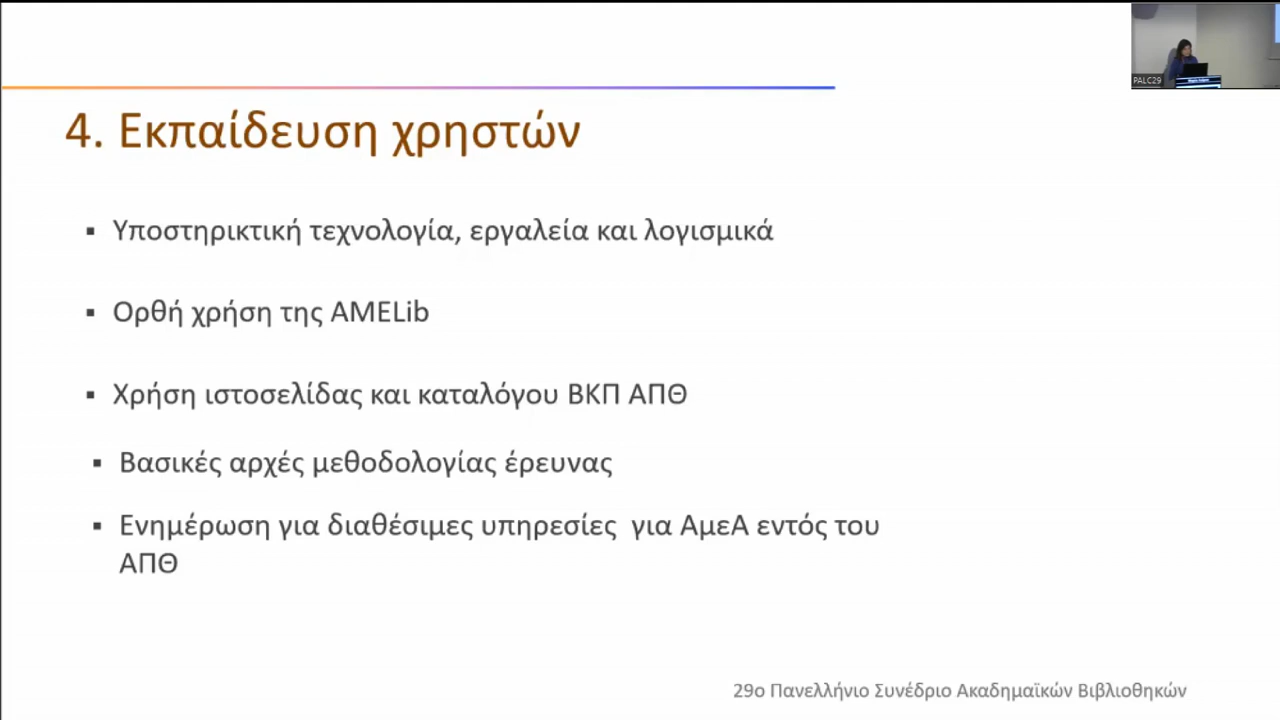 PALC29
4. Εκπαίδευση χρηστών
▪ Υποστηρικτική τεχνολογία, εργαλεία και λογισμικά
▪ Ορθή χρήση της AMELib
▪ Χρήση ιστοσελίδας και καταλόγου ΒΚΠ ΑΠΘ
▪ Βασικές αρχές μεθοδολογίας έρευνας
▪ Ενημέρωση για διαθέσιμες υπηρεσίες για ΑμεΑ εντός του
ΑΠΘ
29ο Πανελλήνιο Συνέδριο Ακαδημαϊκών Βιβλιοθηκών